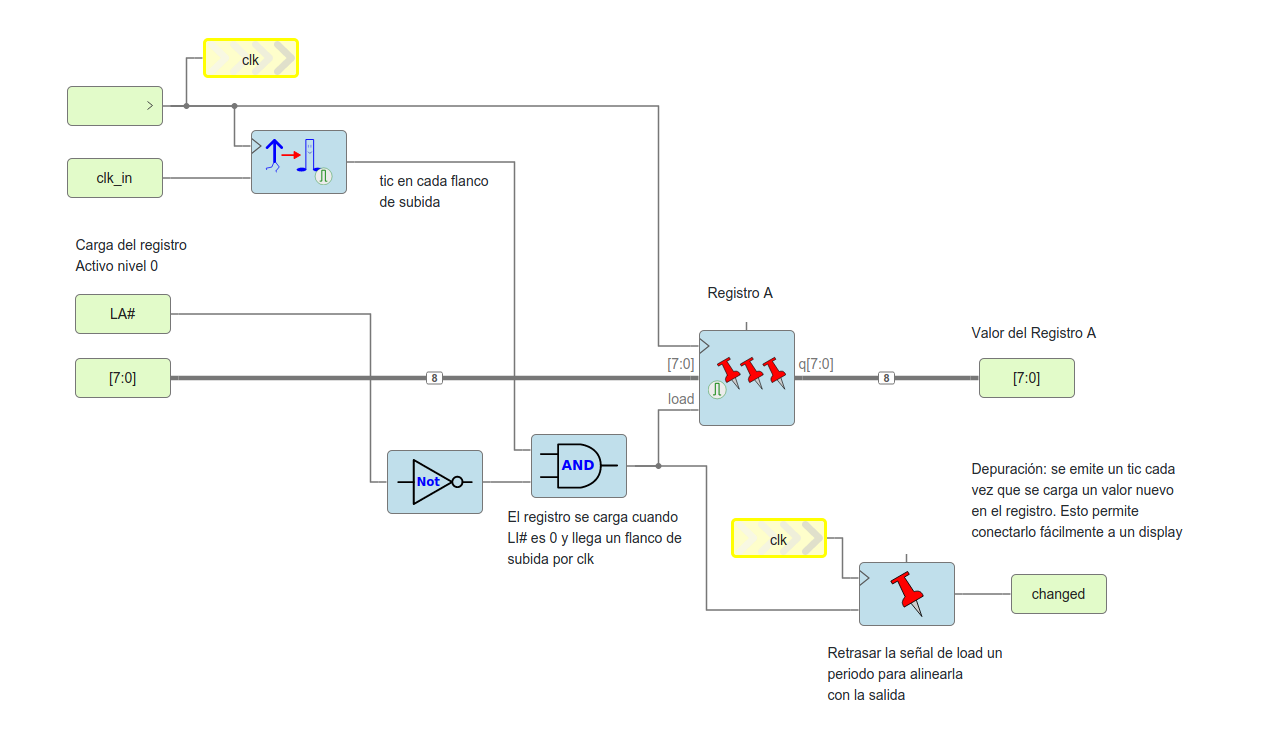 clk
clk_in
tic en cada flanco
de subida
Carga del registro
Activo nivel 0
LA#
[7:0]
8
Registro A
[7:0]
load
q[7:0]
8
Valor del Registro A
[7:0]
Not
AND
El registro se carga cuando
LI# es 0 y llega un flanco de
subida por clk
Depuración: se emite un tic cada
vez que se carga un valor nuevo
en el registro. Esto permite
conectarlo fácilmente a un display
clk
changed
Retrasar la señal de load un
periodo para alinearla
con la salida